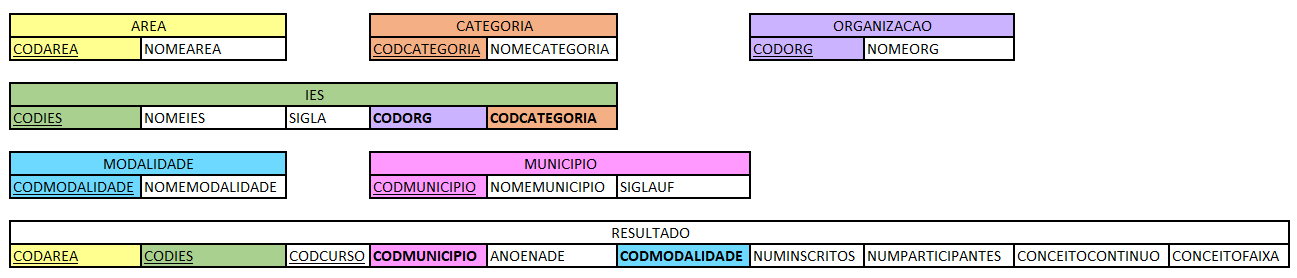 AREA CATEGORIA ORGANIZACAO
CODAREA NOMEAREA CODCATEGORIA NOMECATEGORIA CODORG NOMEORG
IES
CODIES NOMEIES SIGLA CODORG CODCATEGORIA
MODALIDADE MUNICIPIO
CODMODALIDADE NOMEMODALIDADE CODMUNICIPIO NOMEMUNICIPIO SIGLAUF
RESULTADO
CODAREA CODIES CODCURSO CODMUNICIPIO ANOENADE CODMODALIDADE NUMINSCRITOS NUMPARTICIPANTES CONCEITOCONTINUO CONCEITOFAIXA